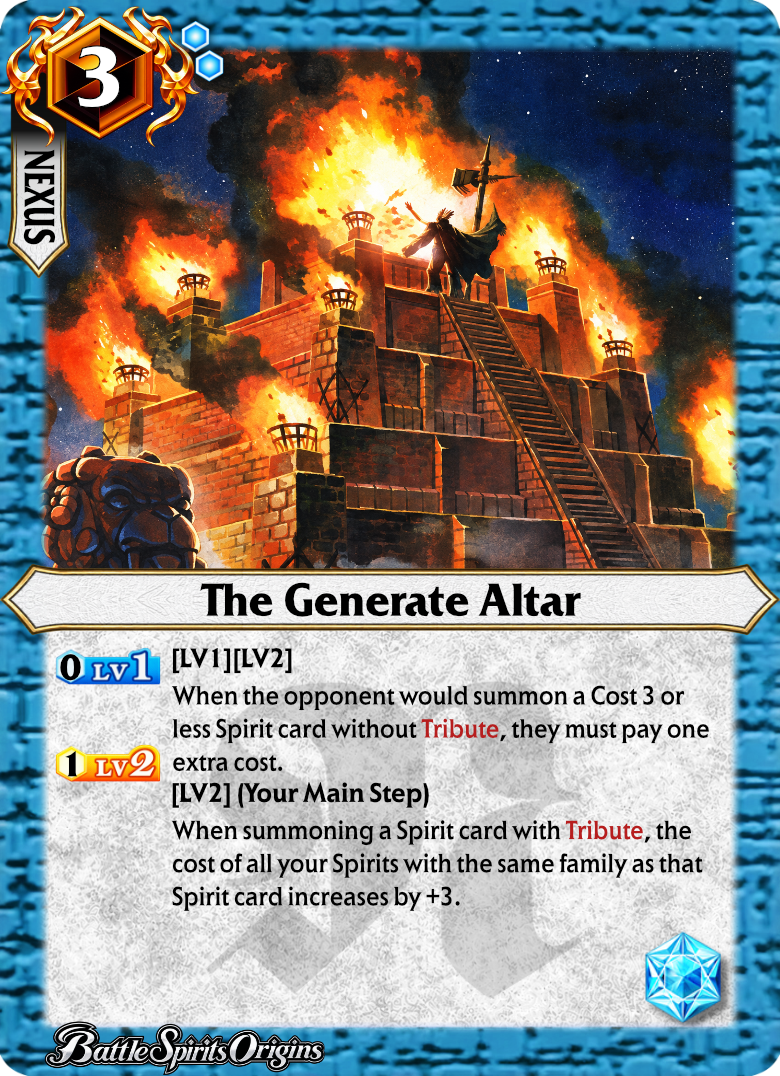 3
NEXUS
The Generate Altar
0 LV1
[LV1][LV2]
When the opponent would summon a Cost 3 or
less Spirit card without Tribute, they must pay one
extra cost.
1 LV2
[LV2] (Your Main Step)
When summoning a Spirit card with Tribute, the
cost of all your Spirits with the same family as that
Spirit card increases by +3.
Battle Spirits Origins